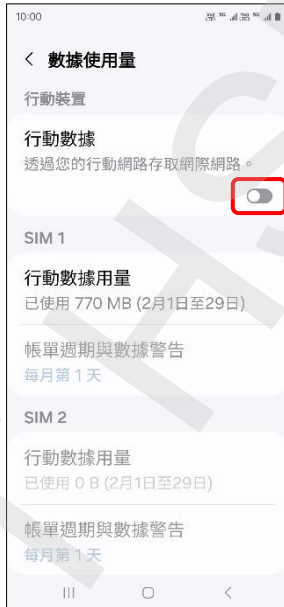 10:00
數據使用量
行動裝置
行動數據
透過您的行動網路存取網際網路。
SIM 1
行動數據用量
已使用 770 MB (2月1日至29日)
帳單週期與數據警告
每月第 1 天
SIM 2
行動數據用量
已使用 0 B (2月1日至29日)
帳單週期與數據警告
每月第 1 天